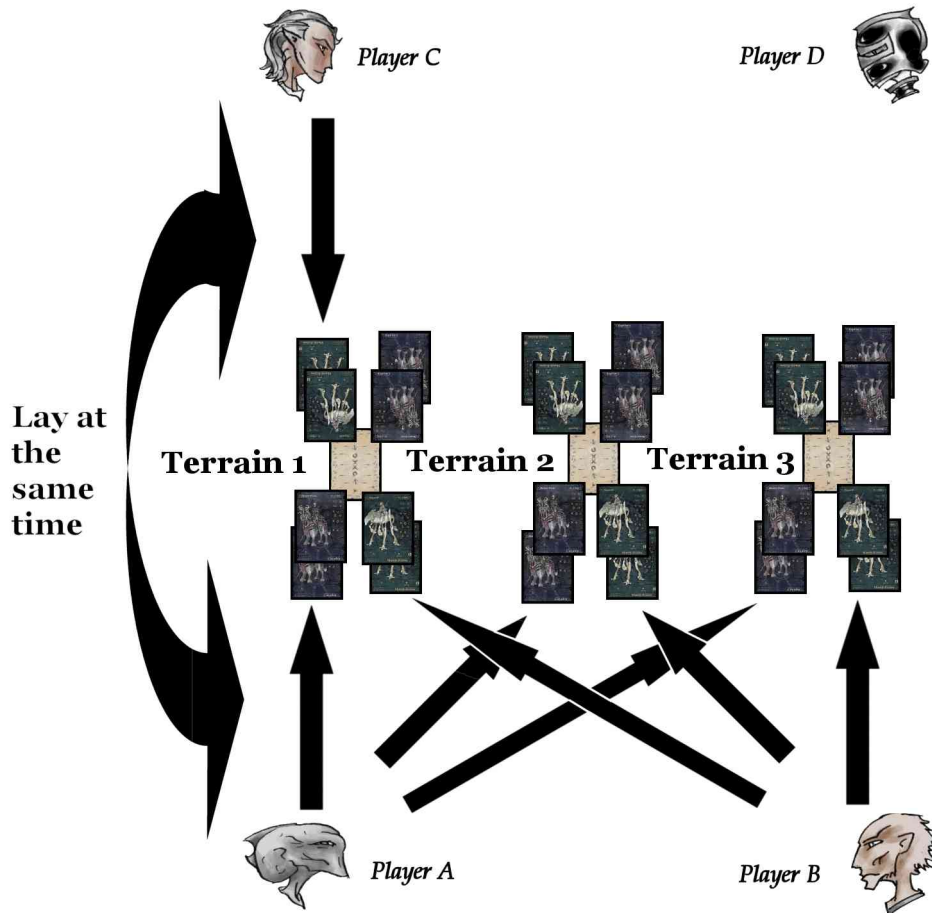 Player C
Player D
Lay at
the
same
time
Terrain 1
Terrain 2
Terrain 3
Player A
Player B